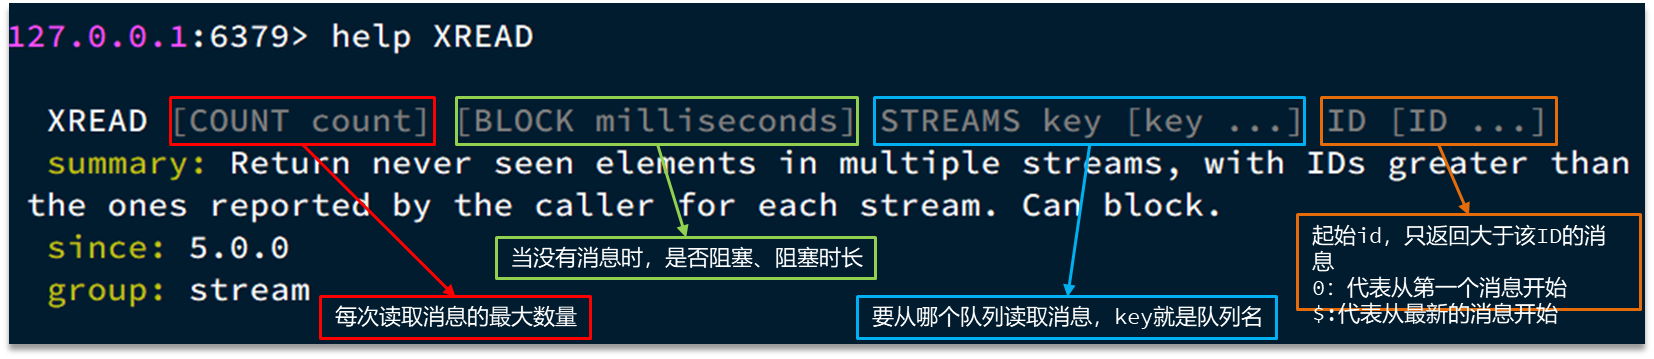 127.0.0.1:6379> help XREAD
XREAD [COUNT count] [BLOCK milliseconds] STREAMS key [key ...] ID [ID ...]
summary: Return never seen elements in multiple streams, with IDs greater than
the ones reported by the caller for each stream. Can block.
since: 5.0.0
group: stream
当没有消息时，是否阻塞、阻塞时长
每次读取消息的最大数量
要从哪个队列读取消息，key就是队列名
起始id，只返回大于该ID的消
息
0：代表从第一个消息开始
$:代表从最新的消息开始